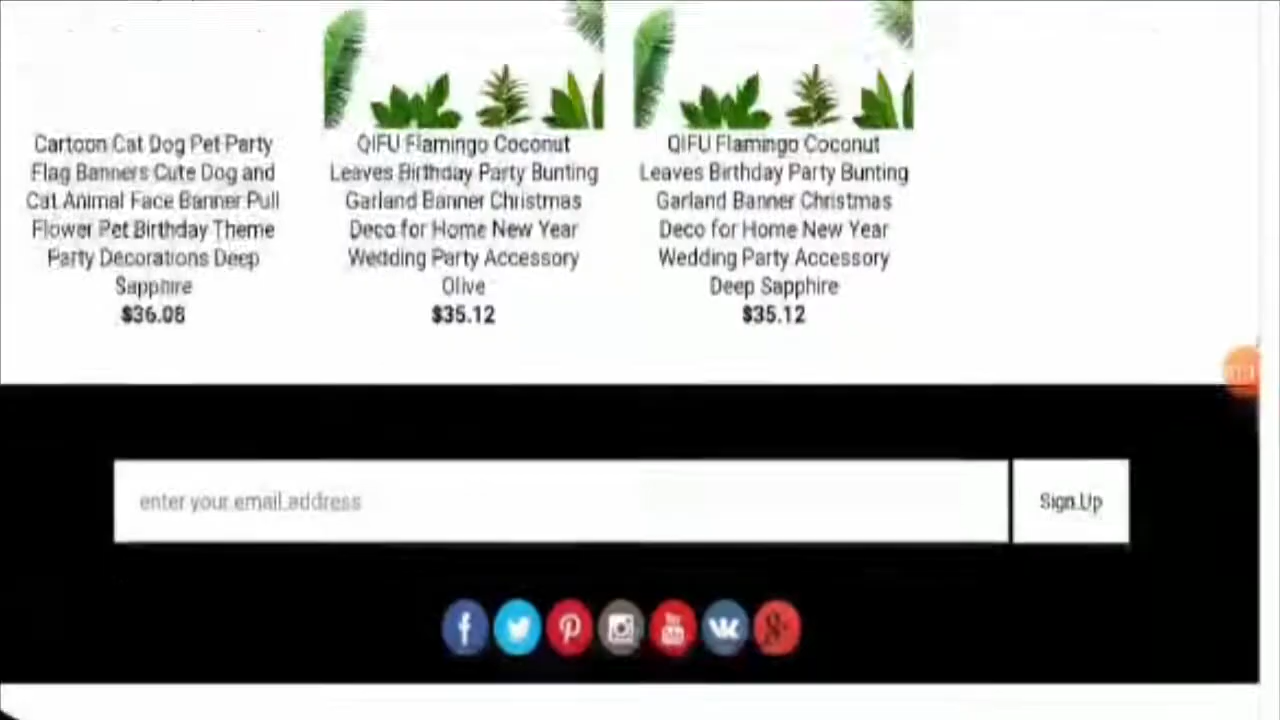 Cartoon Cat Dog Pet Party
Flag Banners Cute Dog and
Cat Animal Face Banner Pull
Flower Pet Birthday Theme
Party Decorations Deep
Sapphire
$36.08
QIFU Flamingo Coconut
Leaves Birthday Party Bunting
Garland Banner Christmas
Deco for Home New Year
Wedding Party Accessory
Olive
$35.12
QIFU Flamingo Coconut
Leaves Birthday Party Bunting
Garland Banner Christmas
Deco for Home New Year
Wedding Party Accessory
Deep Sapphire
$35.12
enter your email address
Sign Up